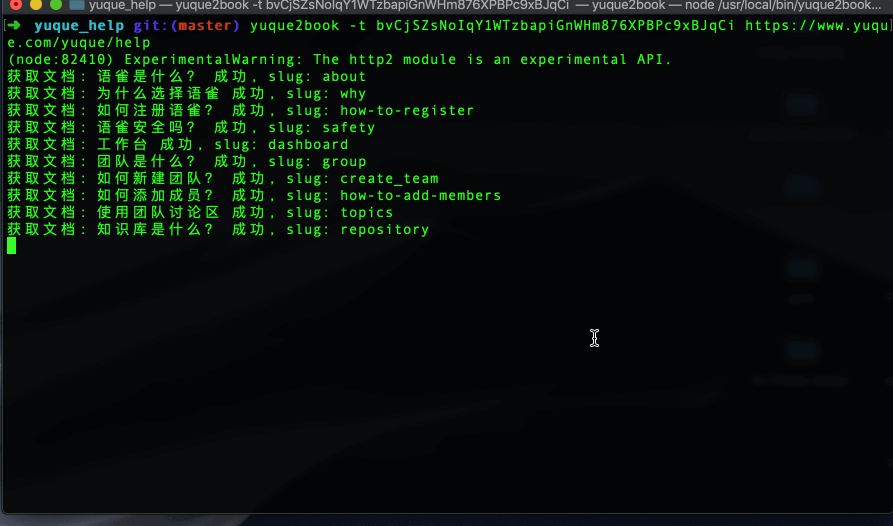 yuque_help — yuque2book -t bvCjSZsNoIqY1WTzbapiGnWHm876XPBPc9xBJqCi — yuque2book — node /usr/local/bin/yuque2book...
➜ yuque_help git:(master) yuque2book -t bvCjSZsNoIqY1WTzbapiGnWHm876XPBPc9xBJqCi https://www.yuqu
e.com/yuque/help
(node:82410) ExperimentalWarning: The http2 module is an experimental API.
获取文档: 语雀是什么? 成功, slug: about
获取文档: 为什么选择语雀 成功, slug: why
获取文档: 如何注册语雀? 成功, slug: how-to-register
获取文档: 语雀安全吗? 成功, slug: safety
获取文档: 工作台 成功, slug: dashboard
获取文档: 团队是什么? 成功, slug: group
获取文档: 如何新建团队? 成功, slug: create_team
获取文档: 如何添加成员? 成功, slug: how-to-add-members
获取文档: 使用团队讨论区 成功, slug: topics
获取文档: 知识库是什么? 成功, slug: repository